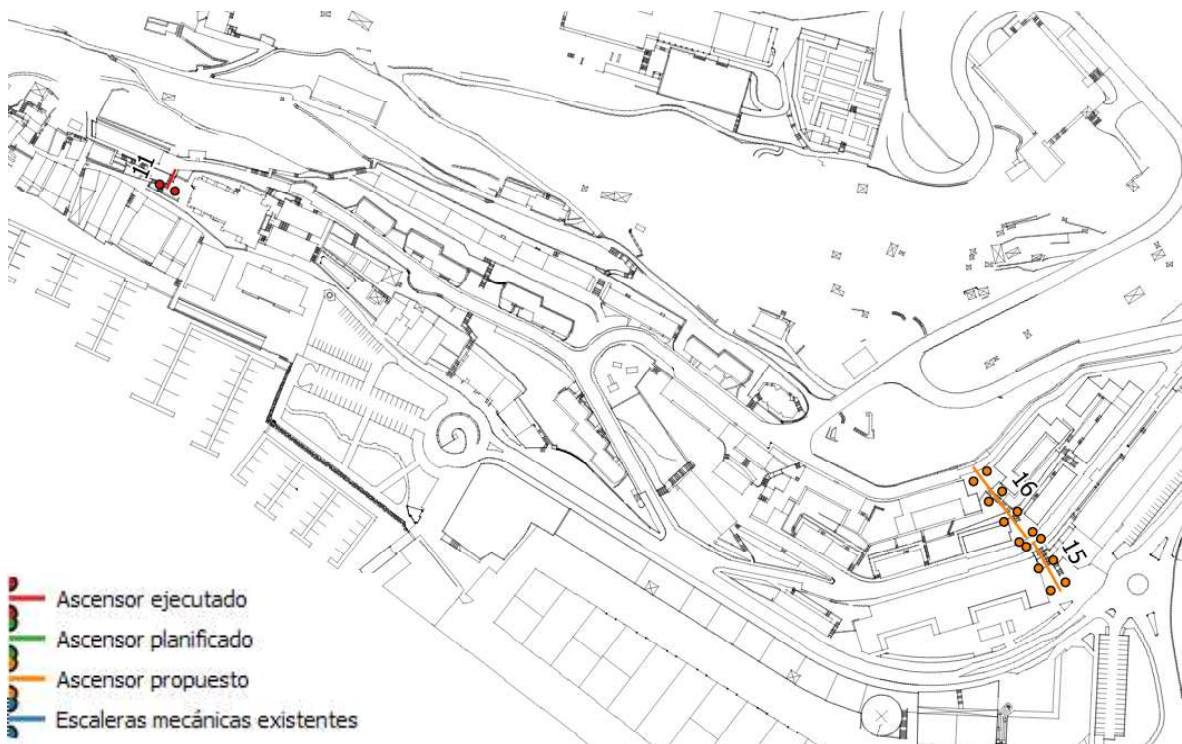 11
16
15
Ascensor ejecutado
Ascensor planificado
Ascensor propuesto
Escaleras mecánicas existentes